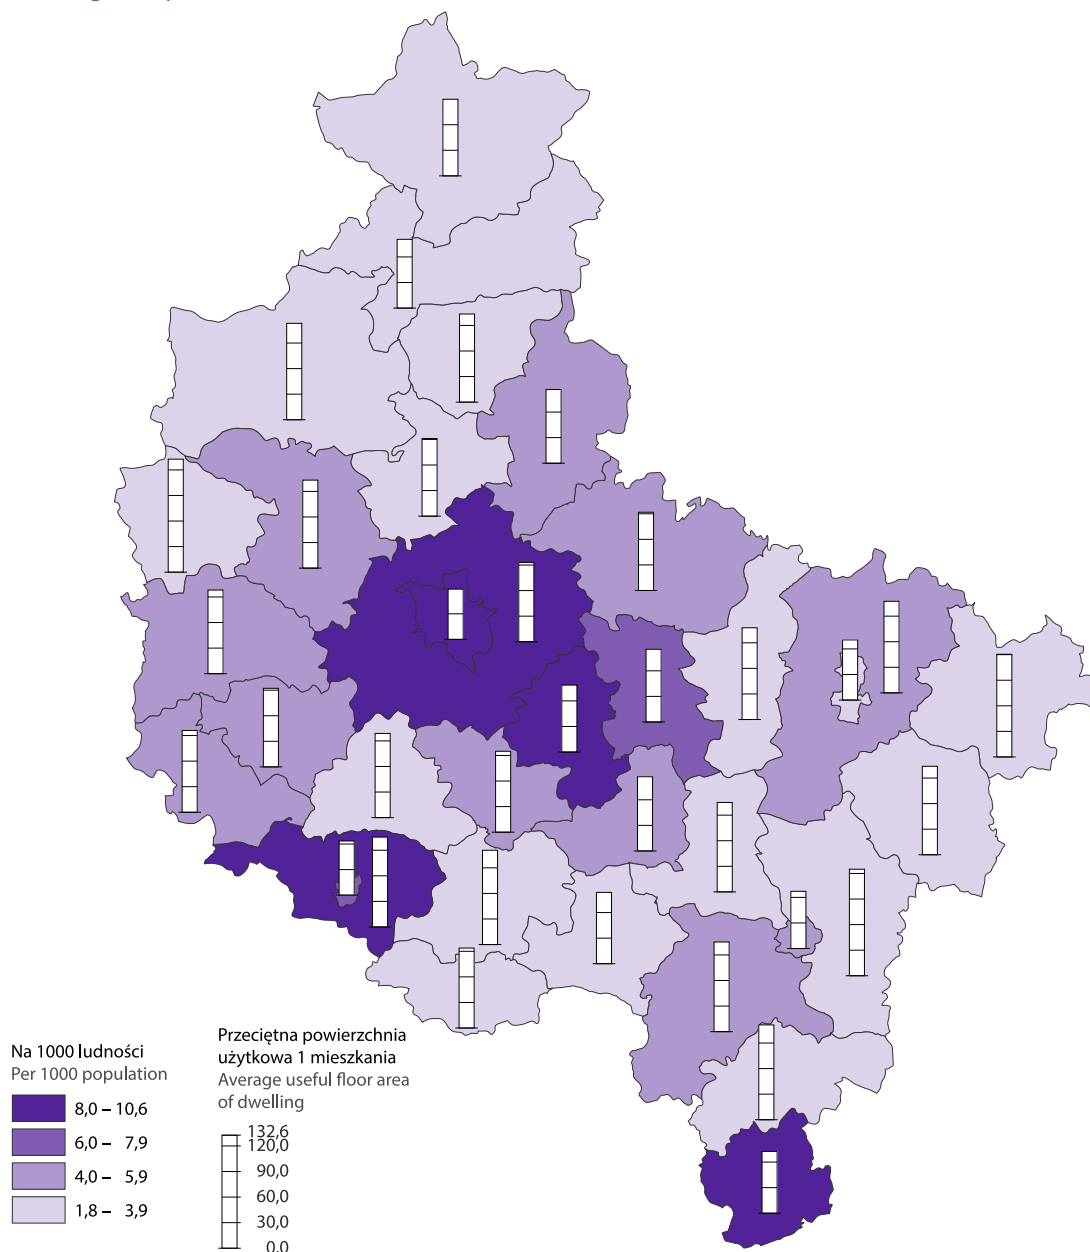 Na 1000 ludności
Per 1000 population
8,0 – 10,6
6,0 – 7,9
4,0 – 5,9
1,8 – 3,9
Przeciętna powierzchnia
użytkowa 1 mieszkania
Average useful floor area
of dwelling
132,6
120,0
90,0
60,0
30,0
0,0